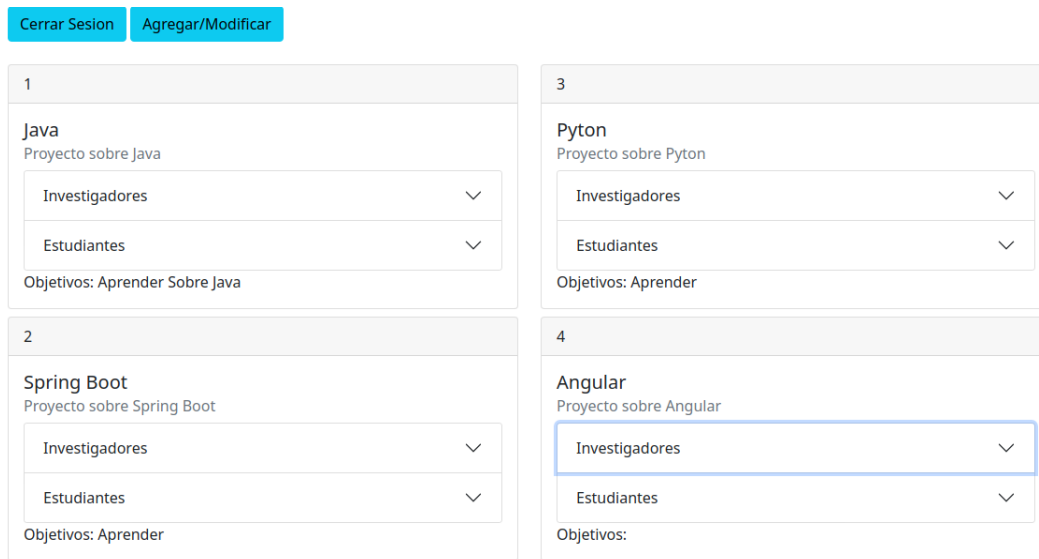 Cerrar Sesion Agregar/Modificar
1
Java
Proyecto sobre Java
Investigadores
Estudiantes
Objetivos: Aprender Sobre Java
2
Spring Boot
Proyecto sobre Spring Boot
Investigadores
Estudiantes
Objetivos: Aprender
3
Pyton
Proyecto sobre Pyton
Investigadores
Estudiantes
Objetivos: Aprender
4
Angular
Proyecto sobre Angular
Investigadores
Estudiantes
Objetivos: